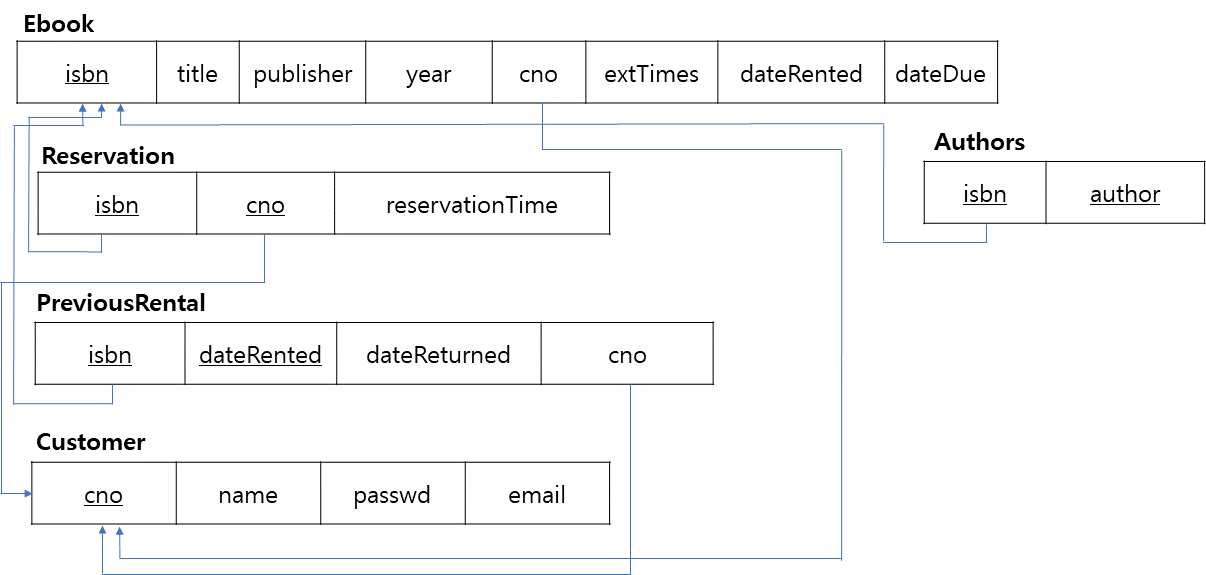 Ebook
isbn title publisher year cno extTimes dateRented dateDue
Reservation
isbn cno reservationTime
Authors
isbn author
PreviousRental
isbn dateRented dateReturned cno
Customer
cno name passwd email